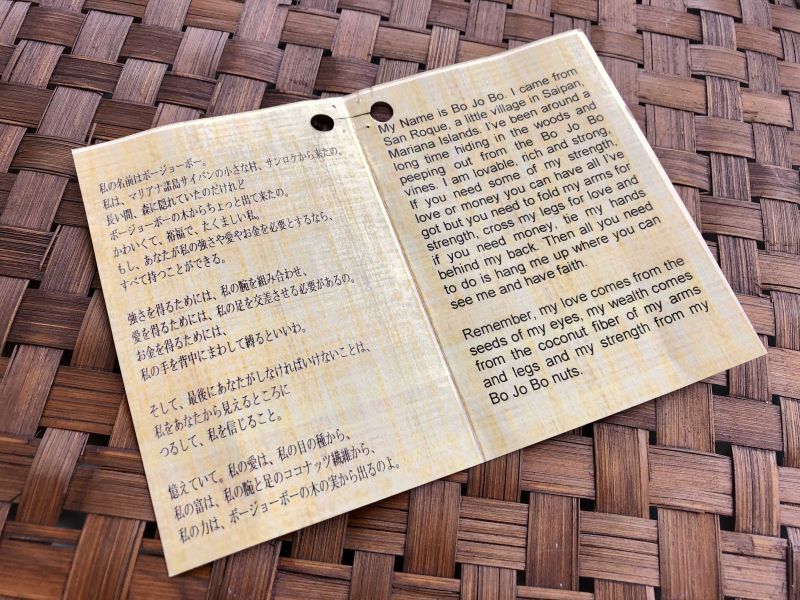 私の名前はボージョーボー。
私は、マリアナ諸島サイパンの小さな村、サンロケから来たの。
長い間、森に隠れていたのだけれど
ボージョーボーの木からちょっと出て来たの。
かわいくて、裕福で、たくましい私。
もし、あなたが私の強さや愛やお金を必要とするなら、
すべて持つことができる。
強さを得るためには、私の腕を組み合わせ、
愛を得るためには、私の足を交差させる必要があるの。
お金を得るためには、
私の手を背中にまわして縛るといいわ。
そして、最後にあなたがしなければいけないことは、
私をあなたから見えるところに
つるして、私を信じること。
憶えていて。私の愛は、私の目の種から、
私の富は、私の腕と足のココナッツ繊維から、
私の力は、ボージョーボーの木の実から出るのよ。
My Name is Bo Jo Bo. I came from
San Roque, a little village in Saipan,
Mariana Islands. I've been around a
long time hiding in the woods and
peeping out from the Bo Jo Bo
vines. I am lovable, rich and strong.
If you need some of my strength,
love or money you can have all I've
got but you need to fold my arms for
strength, cross my legs for love and
if you need money, tie my hands
behind my back. Then all you need
to do is hang me up where you can
see me and have faith.
Remember, my love comes from the
seeds of my eyes, my wealth comes
from the coconut fiber of my arms
and legs and my strength from my
Bo Jo Bo nuts.